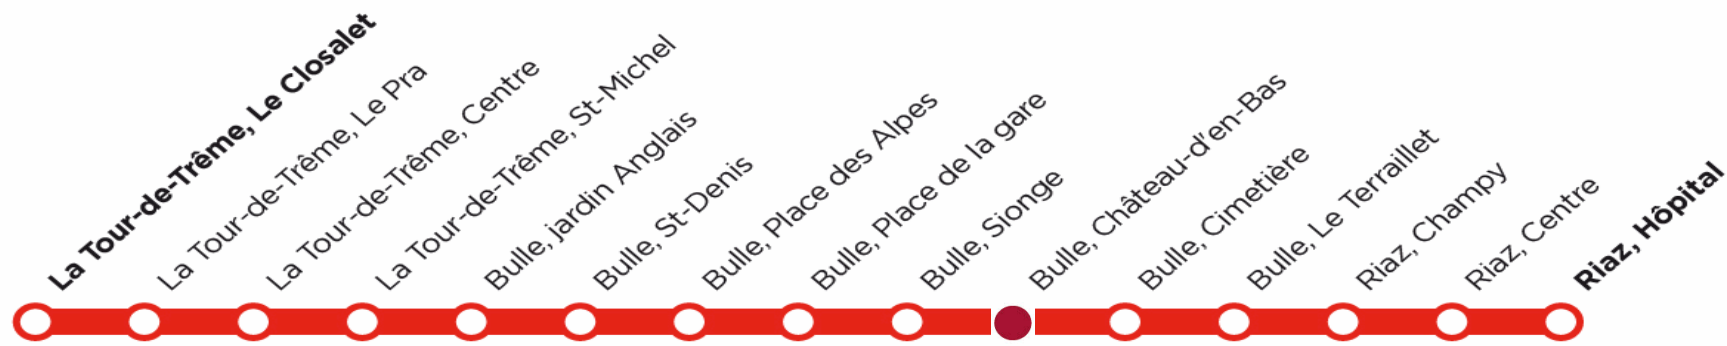 La Tour-de-Trême, Le Closalet
La Tour-de-Trême, Le Pra
La Tour-de-Trême, Centre
La Tour-de-Trême, St-Michel
Bulle, jardin Anglais
Bulle, St-Denis
Bulle, Place des Alpes
Bulle, Place de la gare
Bulle, Sionge
Bulle, Château-d'en-Bas
Bulle, Cimetière
Bulle, Le Terraillet
Riaz, Champy
Riaz, Centre
Riaz, Hôpital